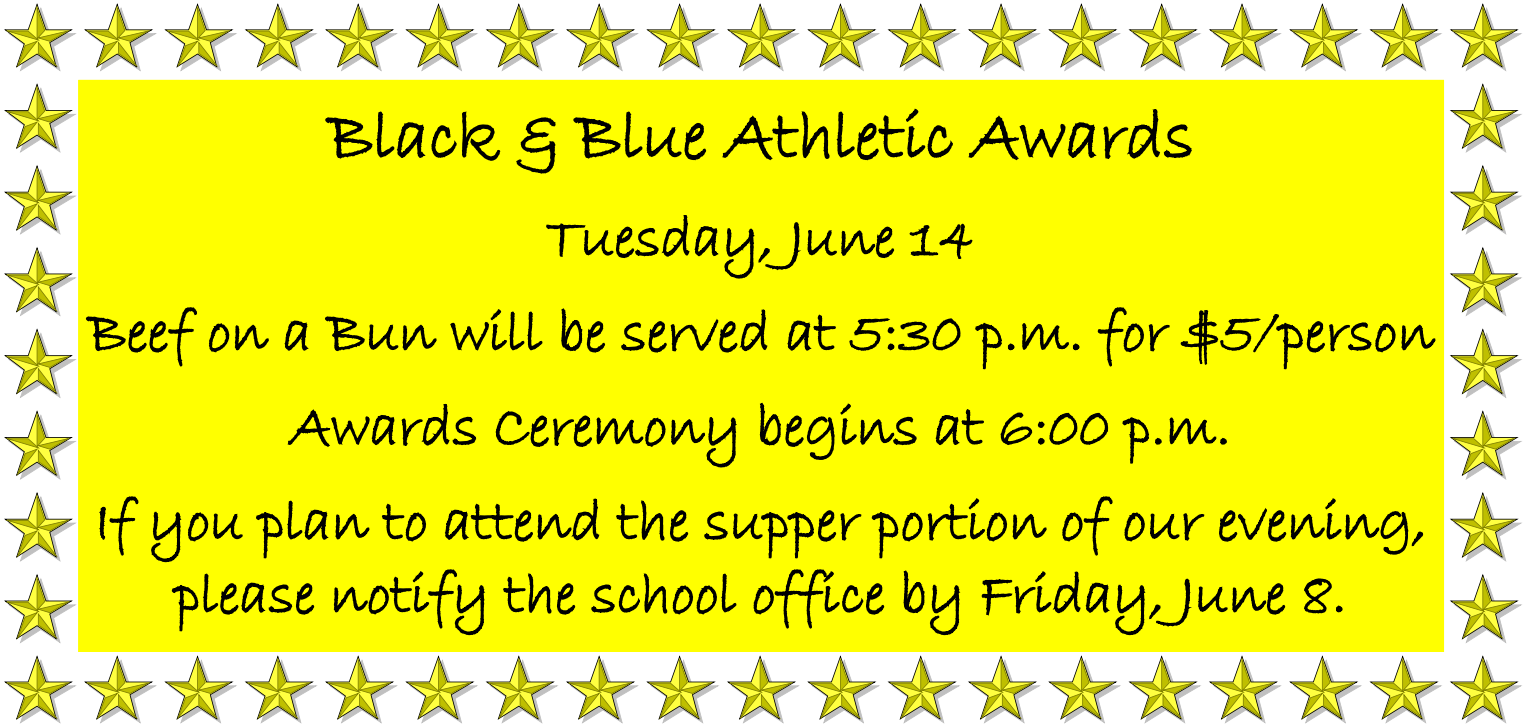 Black & Blue Athletic Awards
Tuesday, June 14
Beef on a Bun will be served at 5:30 p.m. for $5/person
Awards Ceremony begins at 6:00 p.m.
If you plan to attend the supper portion of our evening,
please notify the school office by Friday, June 8.